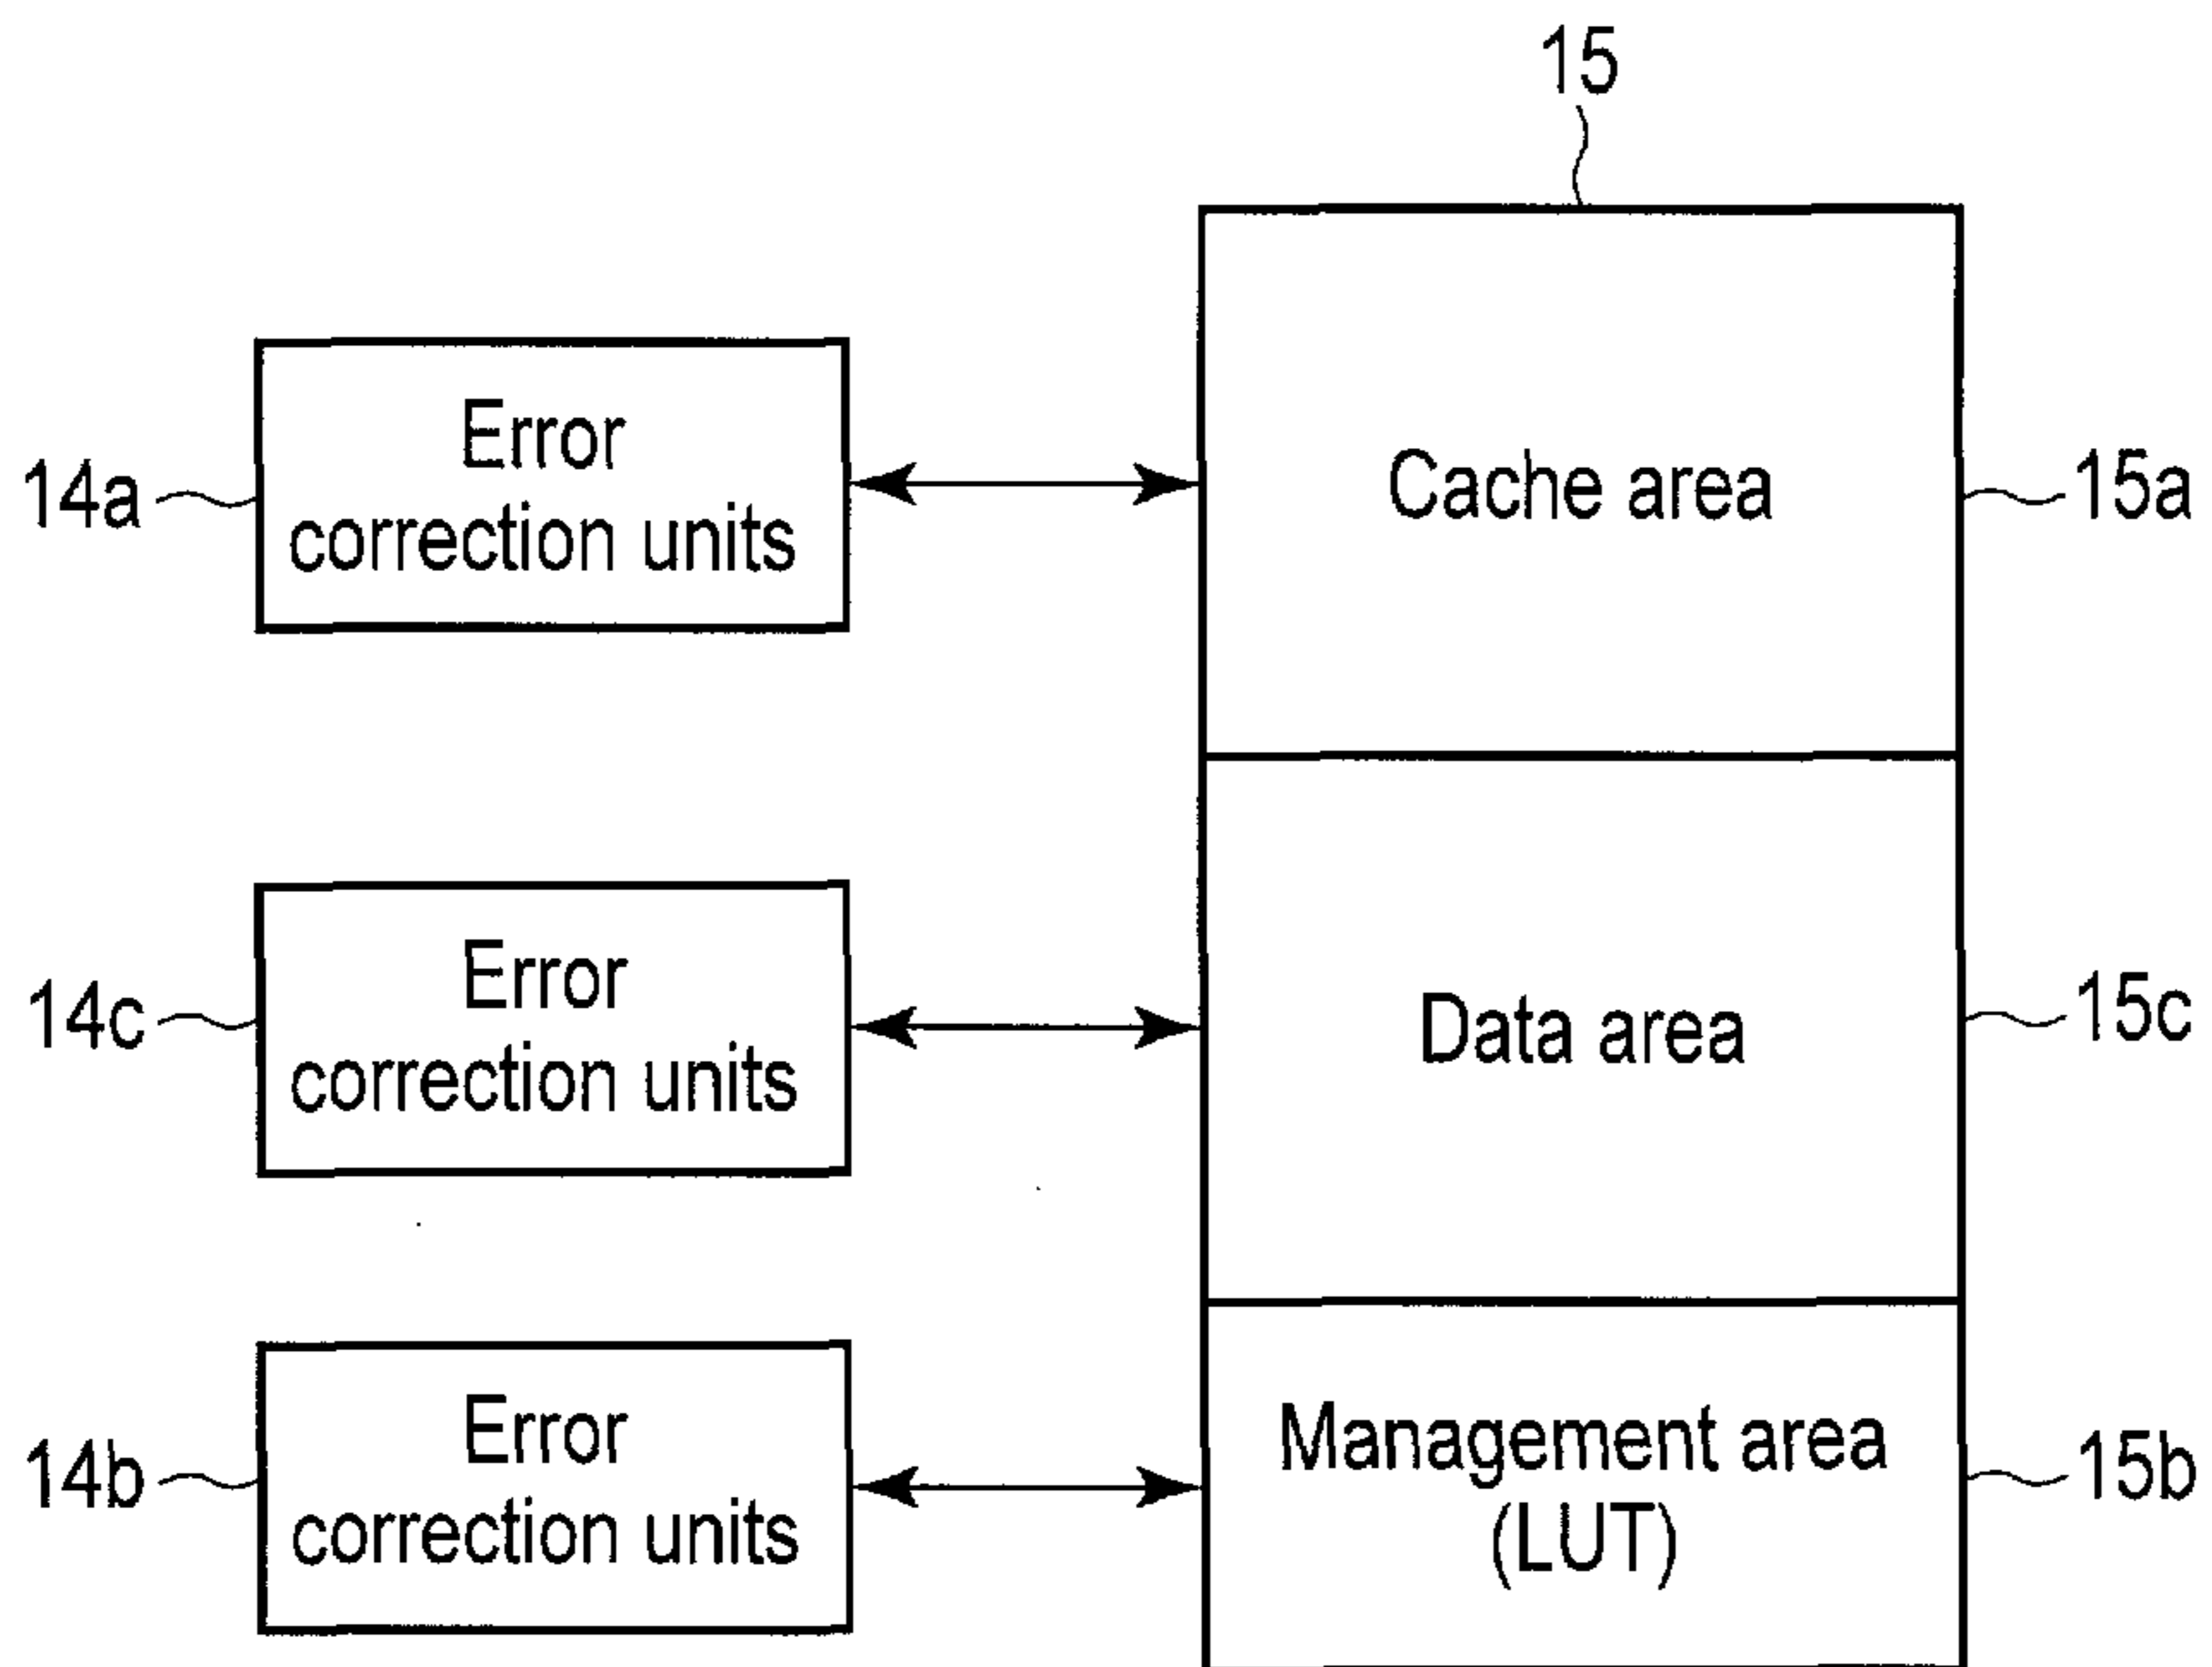 15
Error
correction units
14a
Cache area
15a
Error
correction units
14c
Data area
15c
Error
correction units
14b
Management area
(LUT)
15b